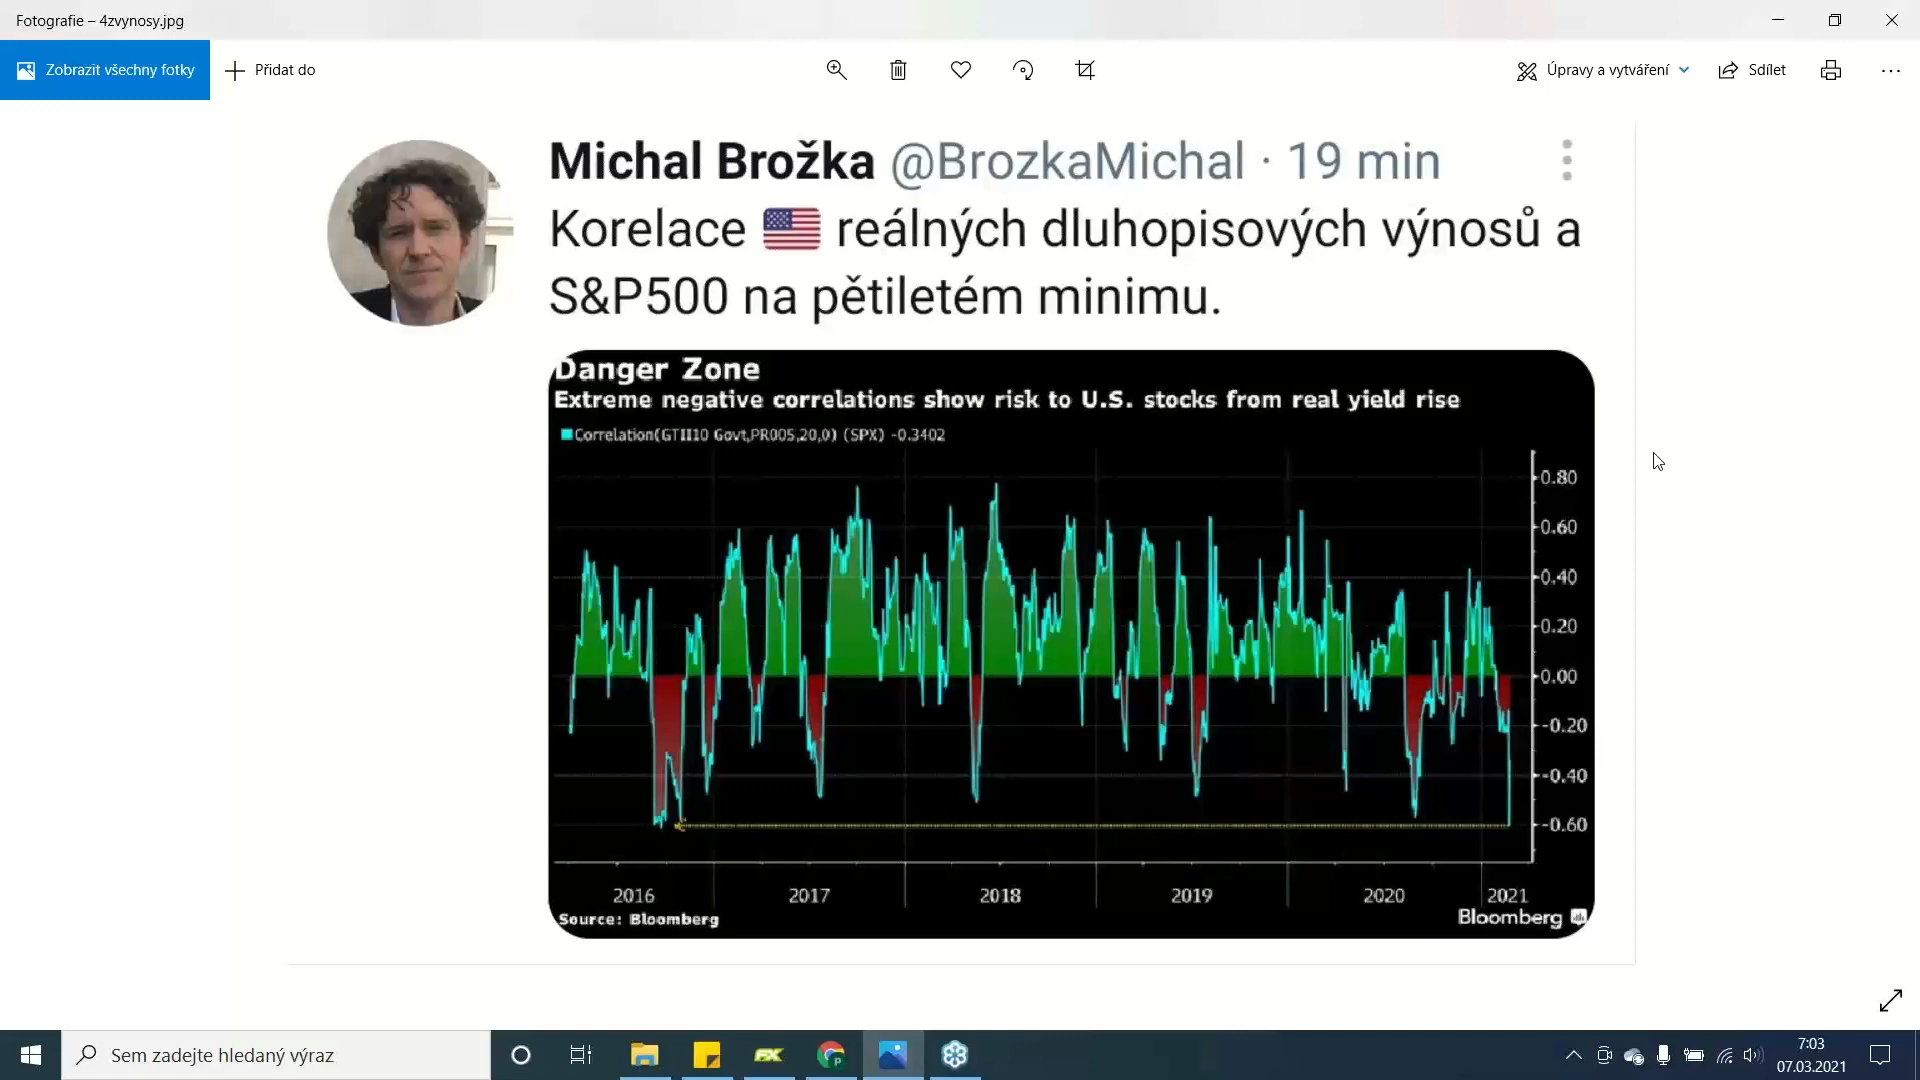 Fotografie – 4zvynosy.jpg
Zobrazit všechny fotky
Přidat do
Úpravy a vytváření
Sdílet
Michal Brožka @BrozkaMichal · 19 min
Korelace 🇺🇸 reálných dluhopisových výnosů a
S&P500 na pětiletém minimu.
Danger Zone
Extreme negative correlations show risk to U.S. stocks from real yield rise
Correlation(GTII10 Govt,PR005,20,0) (SPX) -0.3402
0.80
0.60
0.40
0.20
0.00
-0.20
-0.40
-0.60
2016 2017 2018 2019 2020 2021
Source: Bloomberg
Bloomberg
Sem zadejte hledaný výraz
FX
P
7:03
07.03.2021